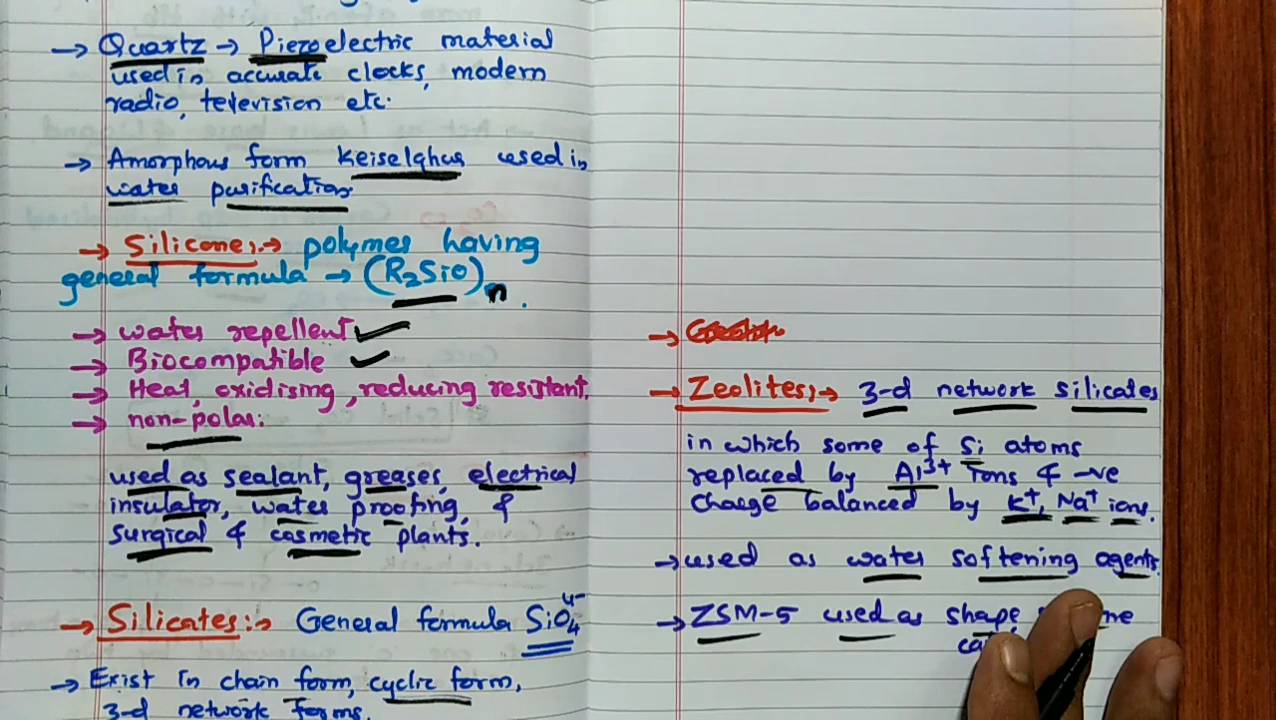 → Quartz → Piezoelectric material
used in accurate clocks, modern
radio, television etc.
→ Amorphous form Keiselghur used in
water purification
→ Silicone:-→ polymer having
general formula → (R₂SiO)n.
→ water repellent ✓
→ Biocompatible ✓
→ Heat, oxidising, reducing resistant.
→ non-polar:
used as sealant, greases, electrical
insulator, water proofing, &
surgical & cosmetic plants.
→ Silicates:-→ General formula SiO₄⁴⁻
→ Exist in chain form, cyclic form,
3-d network forms.
→ Zeolites:-→ 3-d network silicates
in which some of Si atoms
replaced by Al³⁺ ions & -ve
charge balanced by K⁺, Na⁺ ions.
→ used as water softening agents.
→ ZSM-5 used as shape